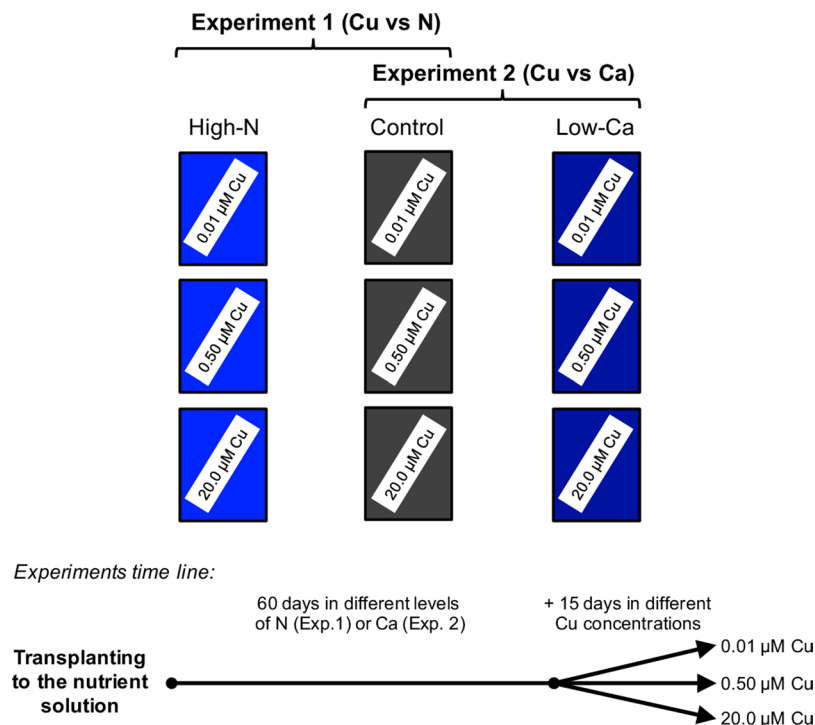 Experiment 1 (Cu vs N)
Experiment 2 (Cu vs Ca)
High-N
Control
Low-Ca
0.01 µM Cu
0.01 µM Cu
0.01 µM Cu
0.50 µM Cu
0.50 µM Cu
0.50 µM Cu
20.0 µM Cu
20.0 µM Cu
20.0 µM Cu
Experiments time line:
60 days in different levels
of N (Exp.1) or Ca (Exp. 2)
+ 15 days in different
Cu concentrations
Transplanting
to the nutrient
solution
0.01 µM Cu
0.50 µM Cu
20.0 µM Cu